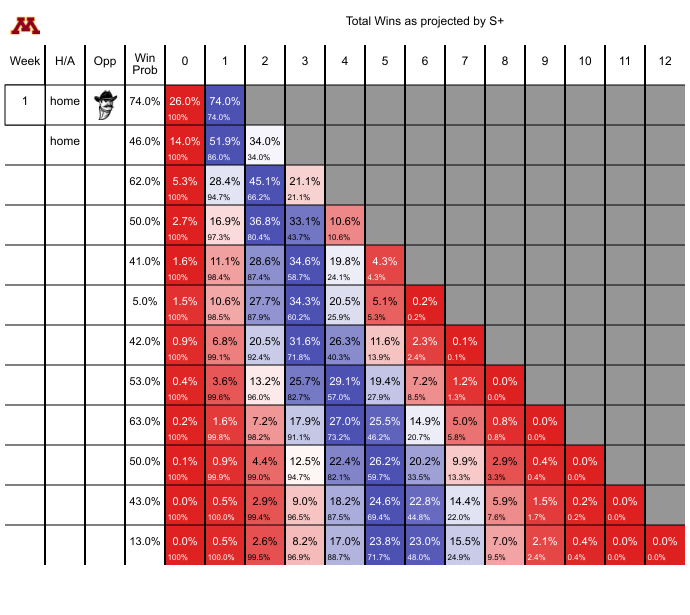 M
Total Wins as projected by S+
Week H/A Opp Win Prob 0 1 2 3 4 5 6 7 8 9 10 11 12
1 home 74.0% 26.0% 74.0%
100% 74.0%
home 46.0% 14.0% 51.9% 34.0%
100% 86.0% 34.0%
62.0% 5.3% 28.4% 45.1% 21.1%
100% 94.7% 66.2% 21.1%
50.0% 2.7% 16.9% 36.8% 33.1% 10.6%
100% 97.3% 80.4% 43.7% 10.6%
41.0% 1.6% 11.1% 28.6% 34.6% 19.8% 4.3%
100% 98.4% 87.4% 58.7% 24.1% 4.3%
5.0% 1.5% 10.6% 27.7% 34.3% 20.5% 5.1% 0.2%
100% 98.5% 87.9% 60.2% 25.9% 5.3% 0.2%
42.0% 0.9% 6.8% 20.5% 31.6% 26.3% 11.6% 2.3% 0.1%
100% 99.1% 92.4% 71.8% 40.3% 13.9% 2.4% 0.1%
53.0% 0.4% 3.6% 13.2% 25.7% 29.1% 19.4% 7.2% 1.2% 0.0%
100% 99.6% 96.0% 82.7% 57.0% 27.9% 8.5% 1.3% 0.0%
63.0% 0.2% 1.6% 7.2% 17.9% 27.0% 25.5% 14.9% 5.0% 0.8% 0.0%
100% 99.8% 98.2% 91.1% 73.2% 46.2% 20.7% 5.8% 0.8% 0.0%
50.0% 0.1% 0.9% 4.4% 12.5% 22.4% 26.2% 20.2% 9.9% 2.9% 0.4% 0.0%
100% 99.9% 99.0% 94.7% 82.1% 59.7% 33.5% 13.3% 3.3% 0.4% 0.0%
43.0% 0.0% 0.5% 2.9% 9.0% 18.2% 24.6% 22.8% 14.4% 5.9% 1.5% 0.2% 0.0%
100% 100.0% 99.4% 96.5% 87.5% 69.4% 44.8% 22.0% 7.6% 1.7% 0.2% 0.0%
13.0% 0.0% 0.5% 2.6% 8.2% 17.0% 23.8% 23.0% 15.5% 7.0% 2.1% 0.4% 0.0% 0.0%
100% 100.0% 99.5% 96.9% 88.7% 71.7% 48.0% 24.9% 9.5% 2.4% 0.4% 0.0% 0.0%